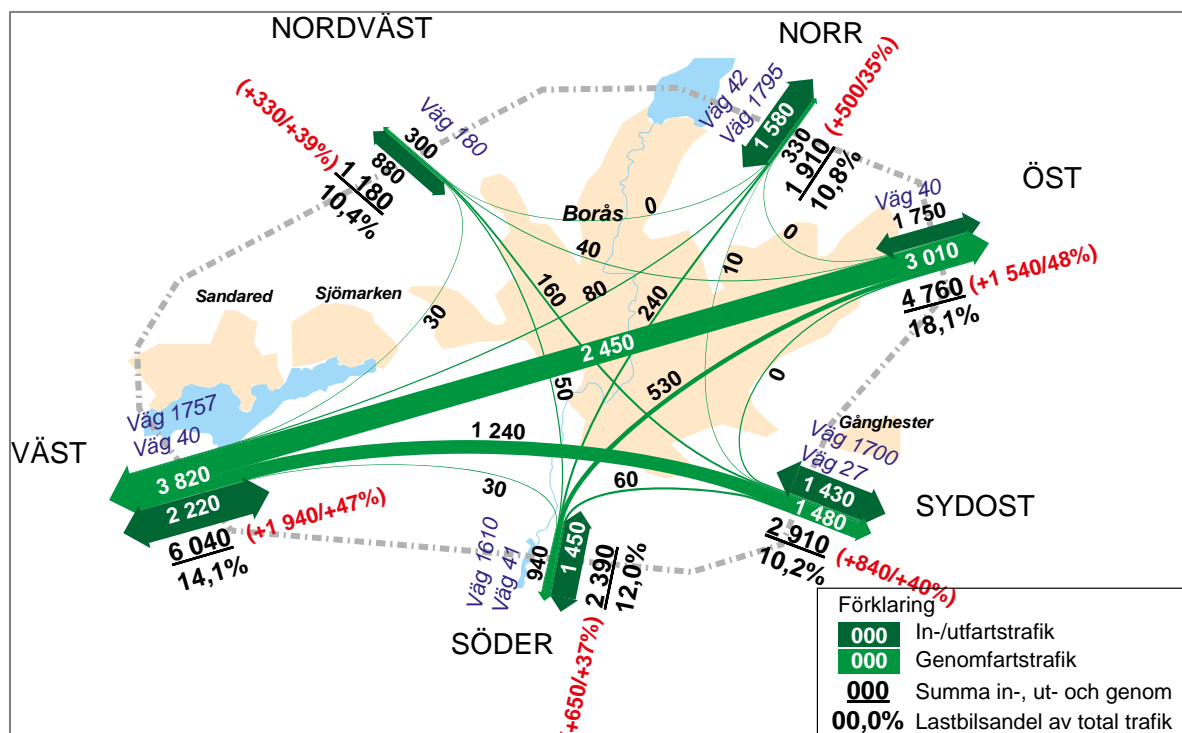 NORDVÄST
NORR
(+330/+39%)
Väg 180
300
880
1 180
10,4%
Väg 42
Väg 1795
1 580
(+500/35%)
330
1 910
10,8%
ÖST
Väg 40
1 750
3 010
(+1 540/48%)
4 760
18,1%
Borås
0
0
40
10
160
80
240
30
Sandared
Sjömarken
2 450
50
530
0
Gånghester
Väg 1757
Väg 40
VÄST
1 240
3 820
2 220
30
60
6 040
14,1%
(+1 940/+47%)
Väg 1700
Väg 27
1 430
1 480
SYDOST
2 910
10,2%
(+840/+40%)
Väg 1610
Väg 41
940
1 450
2 390
12,0%
(+650/+37%)
SÖDER
Förklaring
000 In-/utfartstrafik
000 Genomfartstrafik
000 Summa in-, ut- och genom
00,0% Lastbilsandel av total trafik